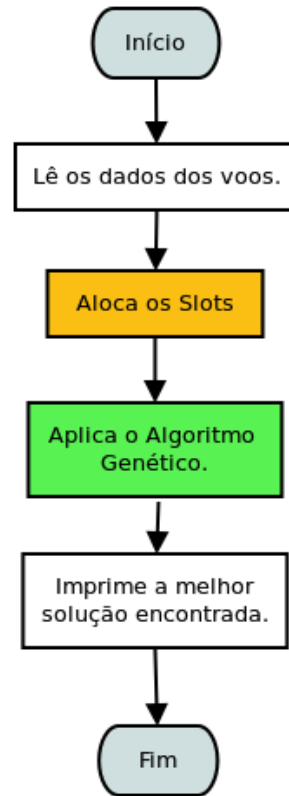 Início
Lê os dados dos voos.
Aloca os Slots
Aplica o Algoritmo
Genético.
Imprime a melhor
solução encontrada.
Fim